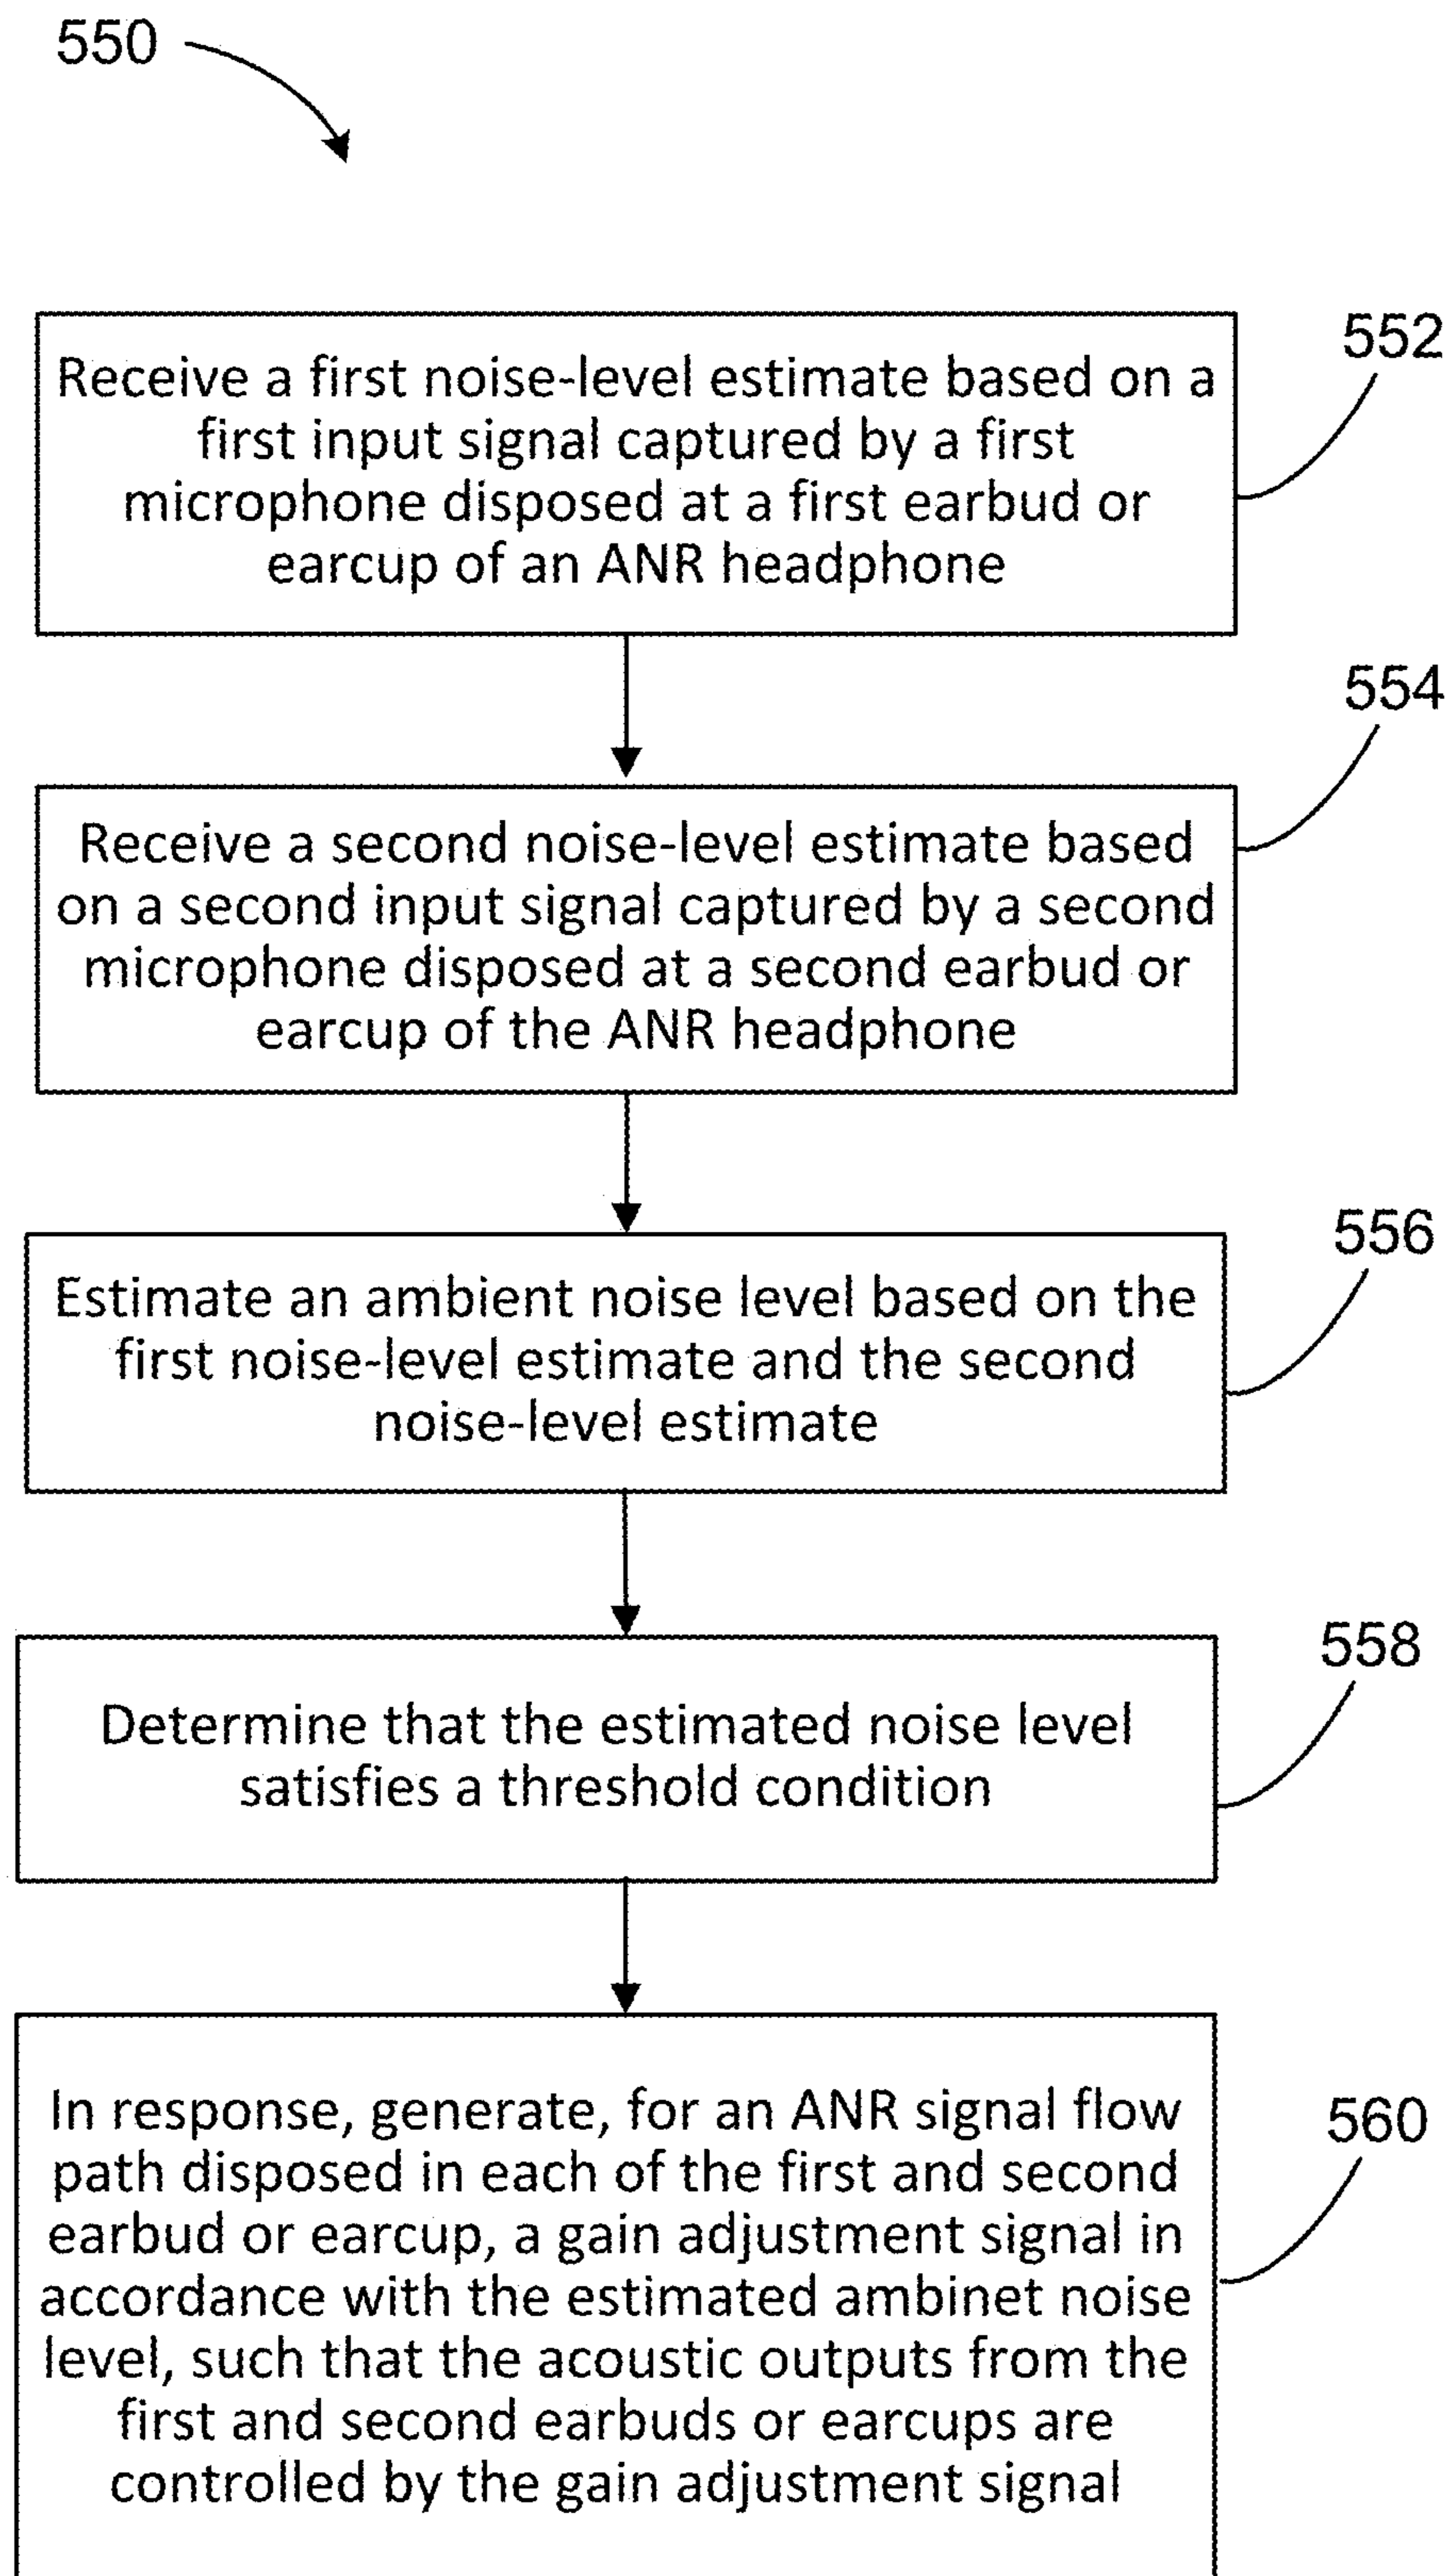 550
552
Receive a first noise-level estimate based on a
first input signal captured by a first
microphone disposed at a first earbud or
earcup of an ANR headphone
554
Receive a second noise-level estimate based
on a second input signal captured by a second
microphone disposed at a second earbud or
earcup of the ANR headphone
556
Estimate an ambient noise level based on the
first noise-level estimate and the second
noise-level estimate
558
Determine that the estimated noise level
satisfies a threshold condition
560
In response, generate, for an ANR signal flow
path disposed in each of the first and second
earbud or earcup, a gain adjustment signal in
accordance with the estimated ambinet noise
level, such that the acoustic outputs from the
first and second earbuds or earcups are
controlled by the gain adjustment signal